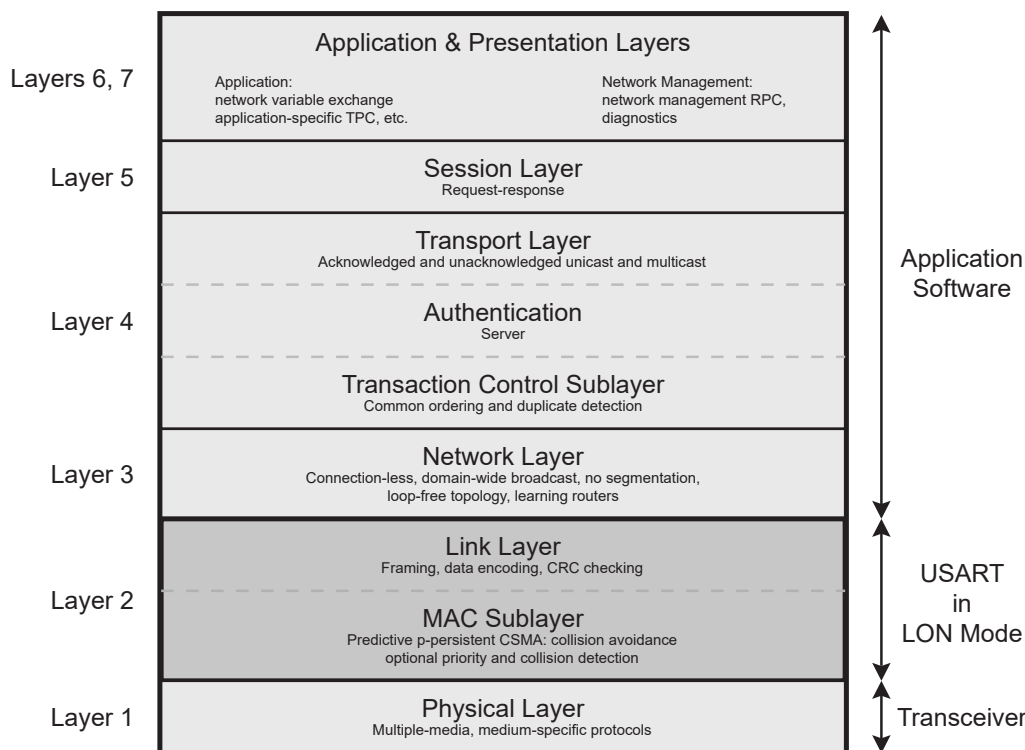 Application & Presentation Layers
Layers 6, 7
Application:
network variable exchange
application-specific TPC, etc.
Network Management:
network management RPC,
diagnostics
Layer 5
Session Layer
Request-response
Transport Layer
Acknowledged and unacknowledged unicast and multicast
Layer 4
Authentication
Server
Transaction Control Sublayer
Common ordering and duplicate detection
Layer 3
Network Layer
Connection-less, domain-wide broadcast, no segmentation,
loop-free topology, learning routers
Application
Software
Layer 2
Link Layer
Framing, data encoding, CRC checking
MAC Sublayer
Predictive p-persistent CSMA: collision avoidance
optional priority and collision detection
USART
in
LON Mode
Layer 1
Physical Layer
Multiple-media, medium-specific protocols
Transceiver